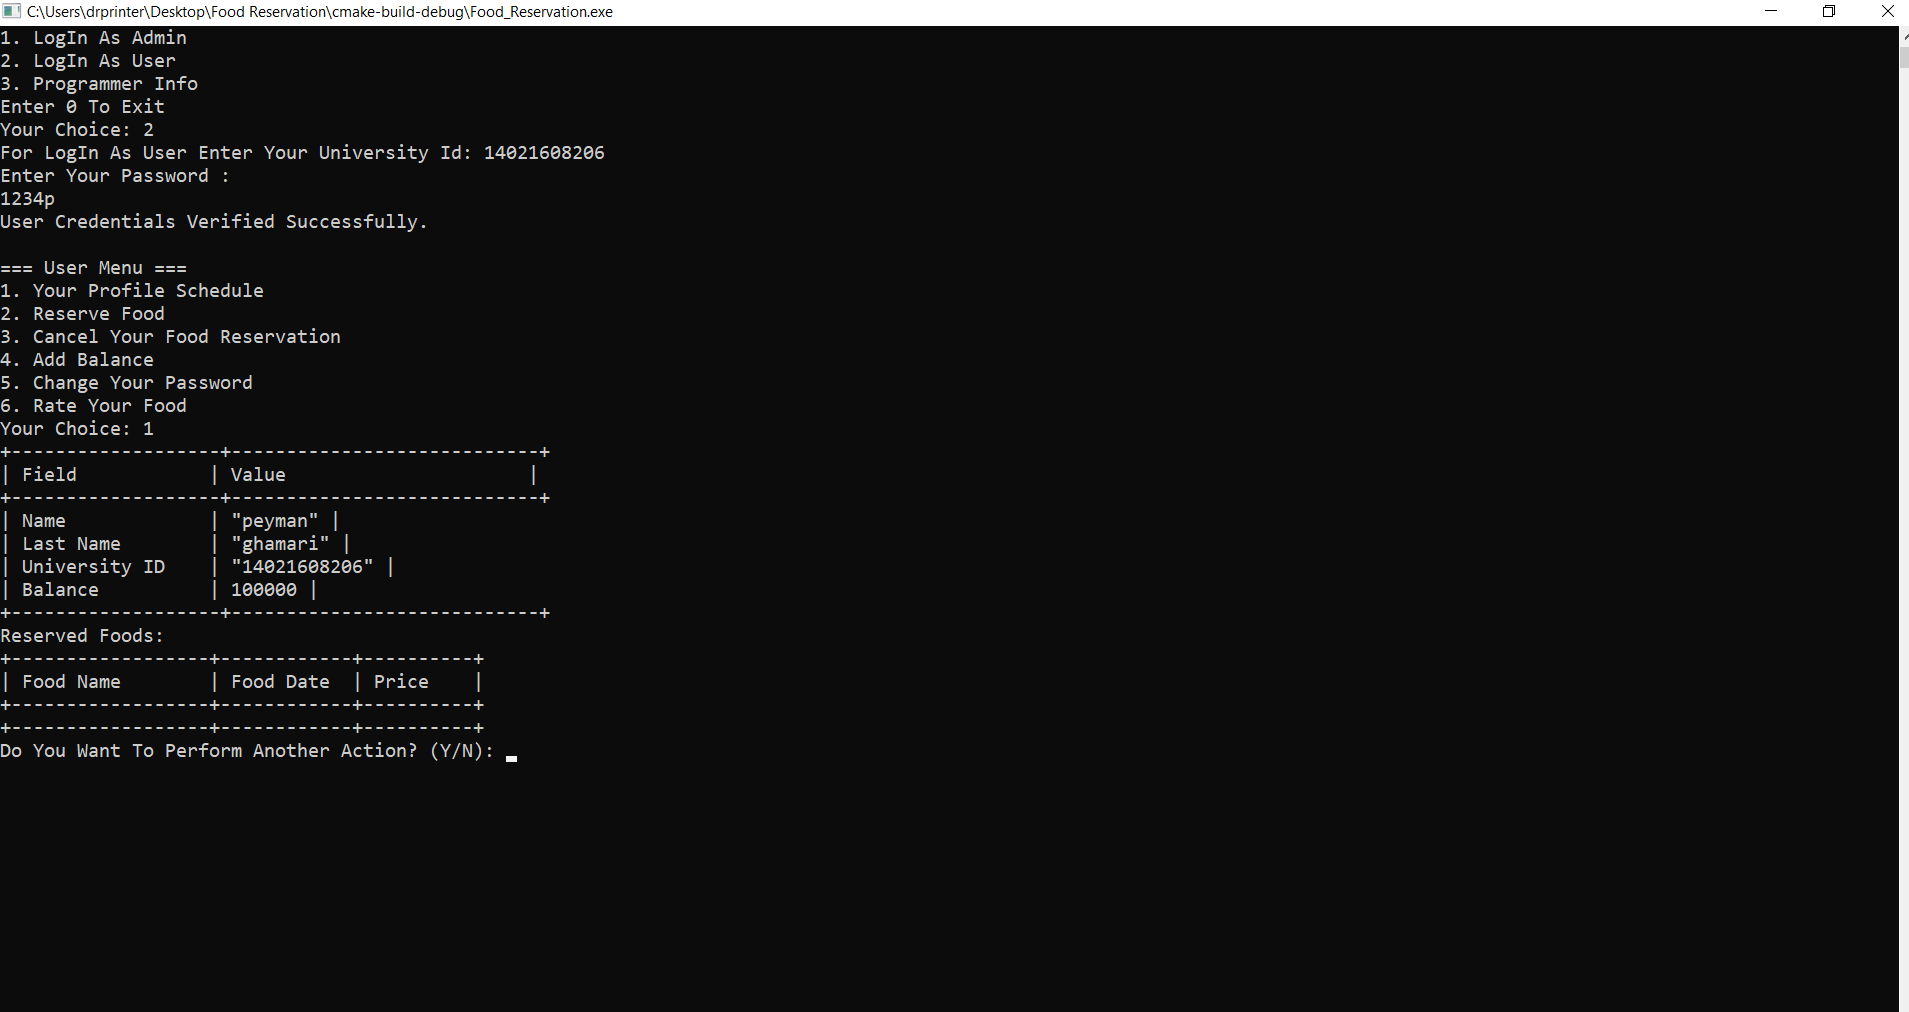 C:\Users\drprinter\Desktop\Food Reservation\cmake-build-debug\Food_Reservation.exe
1. LogIn As Admin
2. LogIn As User
3. Programmer Info
Enter 0 To Exit
Your Choice: 2
For LogIn As User Enter Your University Id: 14021608206
Enter Your Password :
1234p
User Credentials Verified Successfully.

=== User Menu ===
1. Your Profile Schedule
2. Reserve Food
3. Cancel Your Food Reservation
4. Add Balance
5. Change Your Password
6. Rate Your Food
Your Choice: 1
+-------------------+----------------------------+
| Field             | Value                      |
+-------------------+----------------------------+
| Name              | "peyman" |
| Last Name         | "ghamari" |
| University ID     | "14021608206" |
| Balance           | 100000 |
+-------------------+----------------------------+
Reserved Foods:
+------------------+------------+----------+
| Food Name        | Food Date  | Price    |
+------------------+------------+----------+
+------------------+------------+----------+
Do You Want To Perform Another Action? (Y/N):